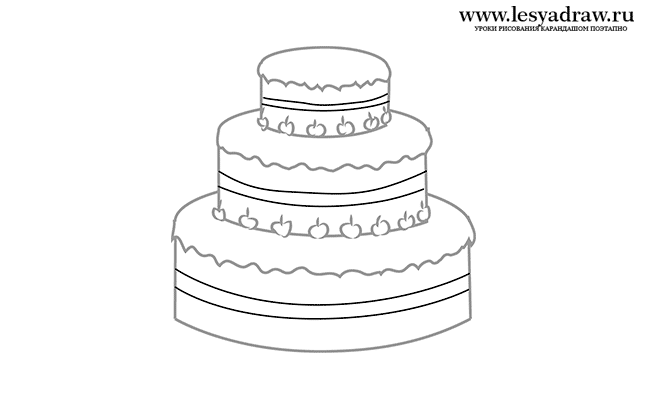 www.lesyadraw.ru
УРОКИ РИСОВАНИЯ КАРАНДАШОМ ПОЭТАПНО